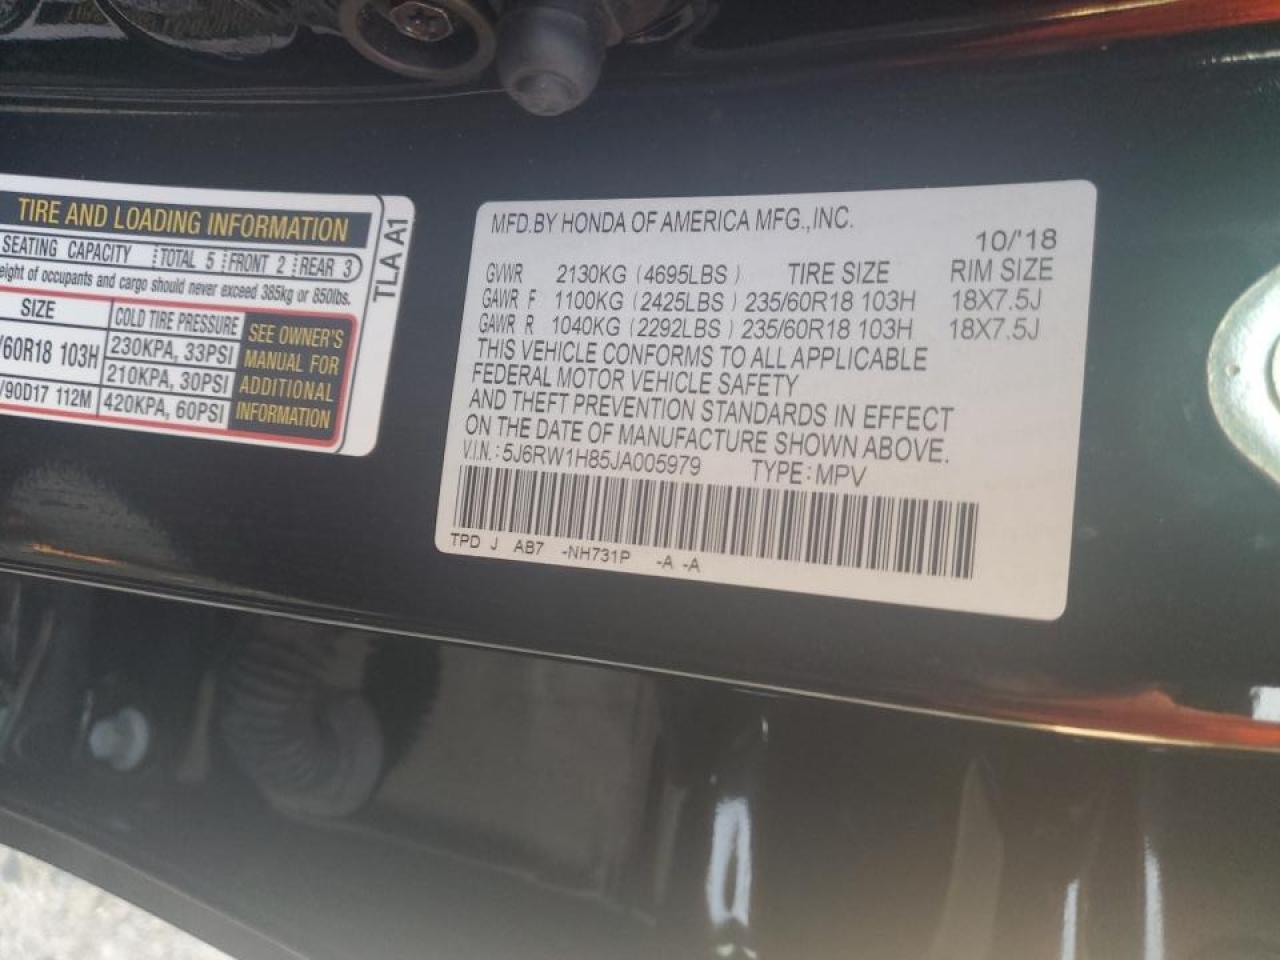 TIRE AND LOADING INFORMATION
SEATING CAPACITY TOTAL 5 FRONT 2 REAR 3
of occupants and cargo should never exceed 385kg or 850lbs.
SIZE COLD TIRE PRESSURE
/60R18 103H 230KPA, 33PSI
210KPA, 30PSI
/90D17 112M 420KPA, 60PSI
SEE OWNER'S
MANUAL FOR
ADDITIONAL
INFORMATION
TLA A1
MFD.BY HONDA OF AMERICA MFG.,INC.
10/'18
GVWR 2130KG (4695LBS) TIRE SIZE RIM SIZE
GAWR F 1100KG (2425LBS) 235/60R18 103H 18X7.5J
GAWR R 1040KG (2292LBS) 235/60R18 103H 18X7.5J
THIS VEHICLE CONFORMS TO ALL APPLICABLE
FEDERAL MOTOR VEHICLE SAFETY
AND THEFT PREVENTION STANDARDS IN EFFECT
ON THE DATE OF MANUFACTURE SHOWN ABOVE.
V.I.N.: 5J6RW1H85JA005979 TYPE: MPV
TPD J AB7 -NH731P -A -A